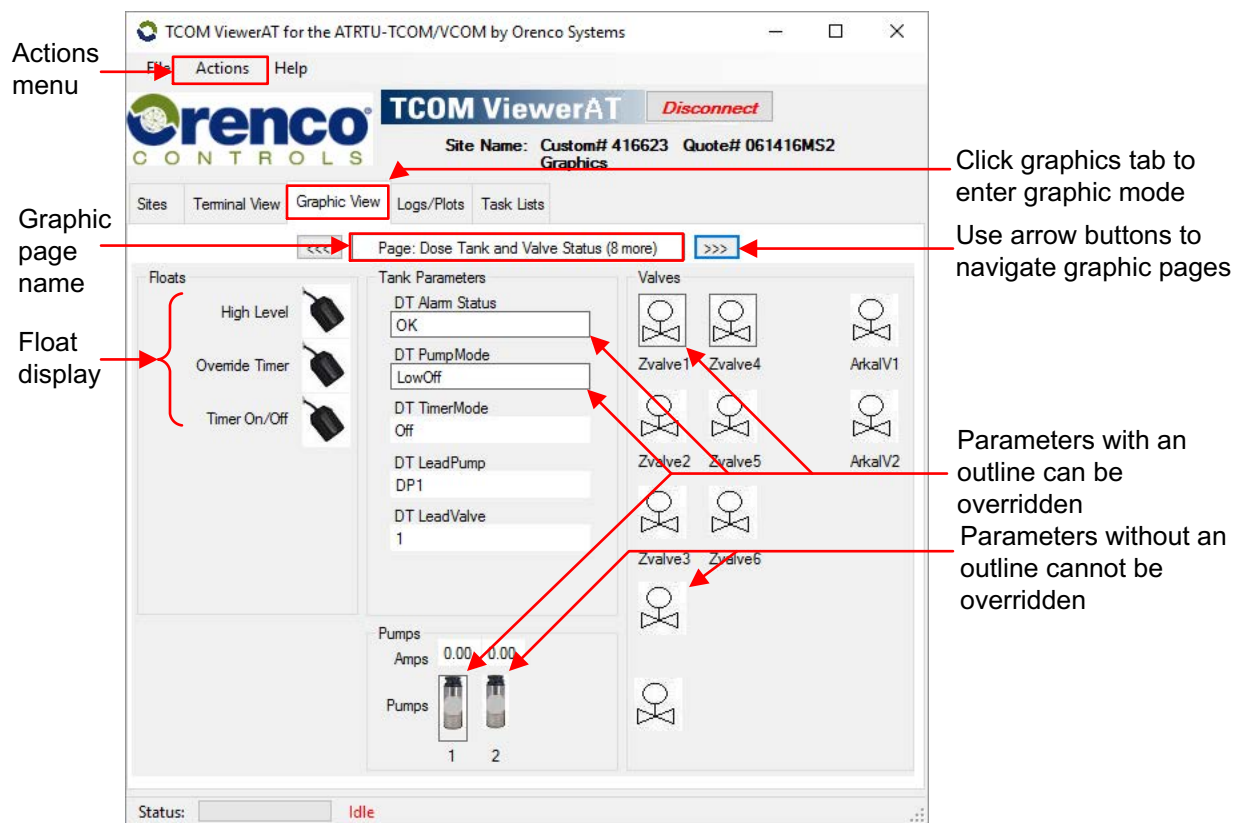 TCOM ViewerAT for the ATRTU-TCOM/VCOM by Orenco Systems
Actions
menu
File Actions Help
Orenco
CONTROLS
TCOM ViewerAT
Disconnect
Site Name: Custom# 416623 Quote# 061416MS2
Graphics
Click graphics tab to
enter graphic mode
Sites Terminal View Graphic View Logs/Plots Task Lists
Graphic
page
name
<<< Page: Dose Tank and Valve Status (8 more) >>>
Use arrow buttons to
navigate graphic pages
Float
display
Floats
High Level
Override Timer
Timer On/Off
Tank Parameters
DT Alarm Status
OK
DT PumpMode
LowOff
DT TimerMode
Off
DT LeadPump
DP1
DT LeadValve
1
Valves
Zvalve1 Zvalve4 ArkalV1
Zvalve2 Zvalve5 ArkalV2
Zvalve3 Zvalve6
Parameters with an
outline can be
overridden
Parameters without an
outline cannot be
overridden
Pumps
Amps 0.00 0.00
Pumps
1 2
Status: Idle